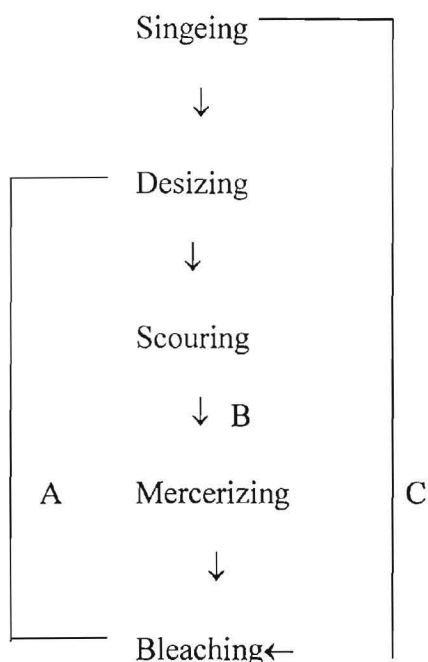 Singeing
↓
Desizing
↓
Scouring
↓ B
A Mercerizing C
↓
Bleaching←